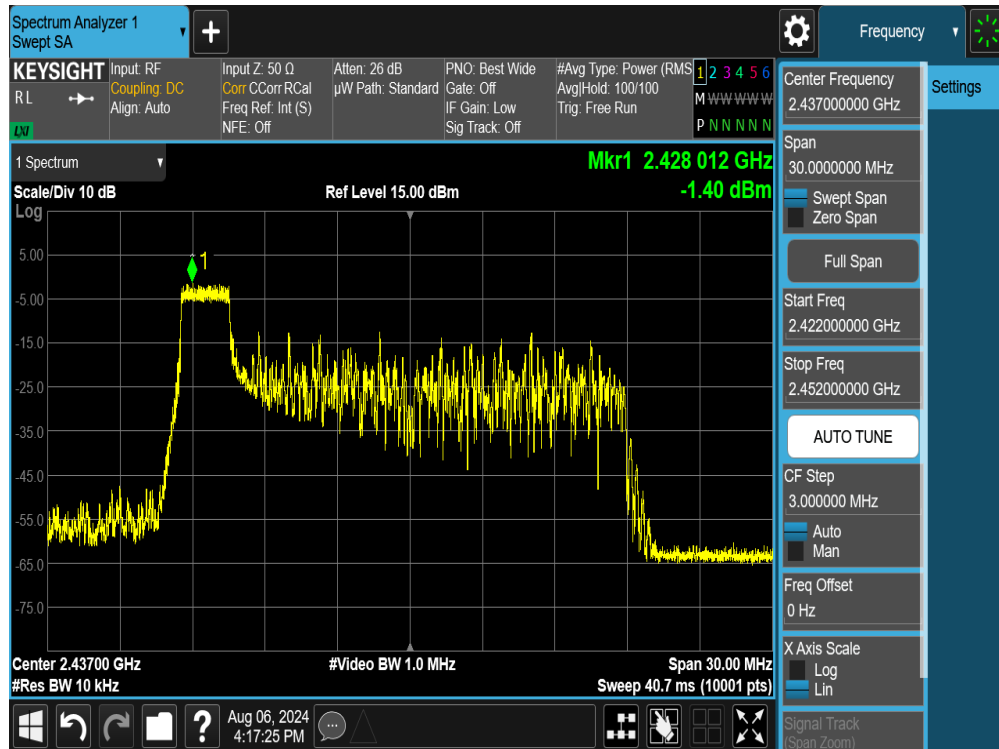 Spectrum Analyzer 1
Swept SA
+
Frequency
KEYSIGHT
RL
LXI
Input: RF
Coupling: DC
Align: Auto
Input Z: 50 Ω
Corr CCorr RCal
Freq Ref: Int (S)
NFE: Off
Atten: 26 dB
µW Path: Standard
PNO: Best Wide
Gate: Off
IF Gain: Low
Sig Track: Off
#Avg Type: Power (RMS
Avg|Hold: 100/100
Trig: Free Run
1 2 3 4 5 6
M W W W W W
P N N N N N
1 Spectrum
Mkr1 2.428 012 GHz
Scale/Div 10 dB
Ref Level 15.00 dBm
-1.40 dBm
Log
1
5.00
-5.00
-15.0
-25.0
-35.0
-45.0
-55.0
-65.0
-75.0
Center 2.43700 GHz
#Video BW 1.0 MHz
Span 30.00 MHz
#Res BW 10 kHz
Sweep 40.7 ms (10001 pts)
Center Frequency
2.437000000 GHz
Span
30.0000000 MHz
Swept Span
Zero Span
Full Span
Start Freq
2.422000000 GHz
Stop Freq
2.452000000 GHz
AUTO TUNE
CF Step
3.000000 MHz
Auto
Man
Freq Offset
0 Hz
X Axis Scale
Log
Lin
Signal Track
(Span Zoom)
Settings
?
Aug 06, 2024
4:17:25 PM